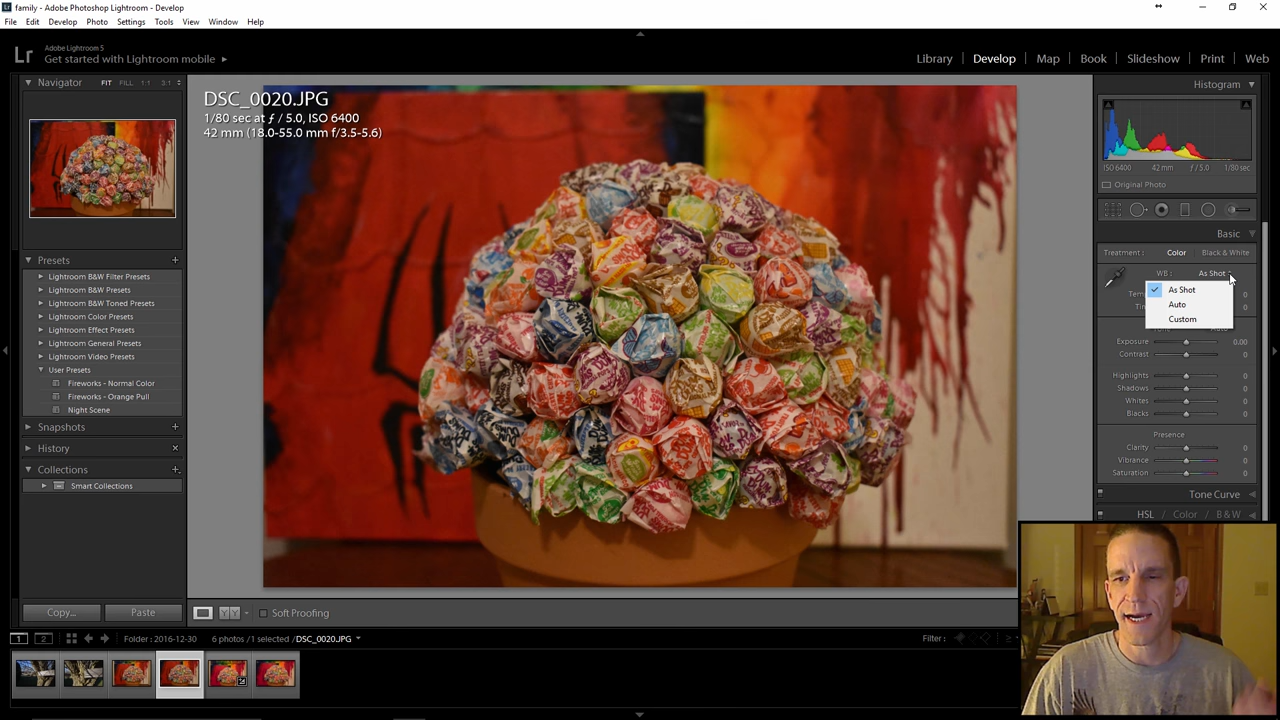 family - Adobe Photoshop Lightroom - Develop
File Edit Develop Photo Settings Tools View Window Help
Lr Adobe Lightroom 5
Get started with Lightroom mobile
Library | Develop | Map | Book | Slideshow | Print | Web
Navigator FIT FILL 1:1 3:1
Histogram
DSC_0020.JPG
1/80 sec at ƒ / 5.0, ISO 6400
42 mm (18.0-55.0 mm f/3.5-5.6)
ISO 6400 42 mm ƒ / 5.0 1/80 sec
Original Photo
Basic
Treatment : Color Black & White
WB : As Shot
As Shot
Auto
Custom
Exposure 0.00
Contrast 0
Highlights 0
Shadows 0
Whites 0
Blacks 0
Presence
Clarity 0
Vibrance 0
Saturation 0
Tone Curve
HSL / Color / B & W
Presets +
Lightroom B&W Filter Presets
Lightroom B&W Presets
Lightroom B&W Toned Presets
Lightroom Color Presets
Lightroom Effect Presets
Lightroom General Presets
Lightroom Video Presets
User Presets
Fireworks - Normal Color
Fireworks - Orange Pull
Night Scene
Snapshots +
History ×
Collections +
Smart Collections
Copy... Paste
Soft Proofing
1 2 Folder : 2016-12-30 6 photos / 1 selected / DSC_0020.JPG Filter :